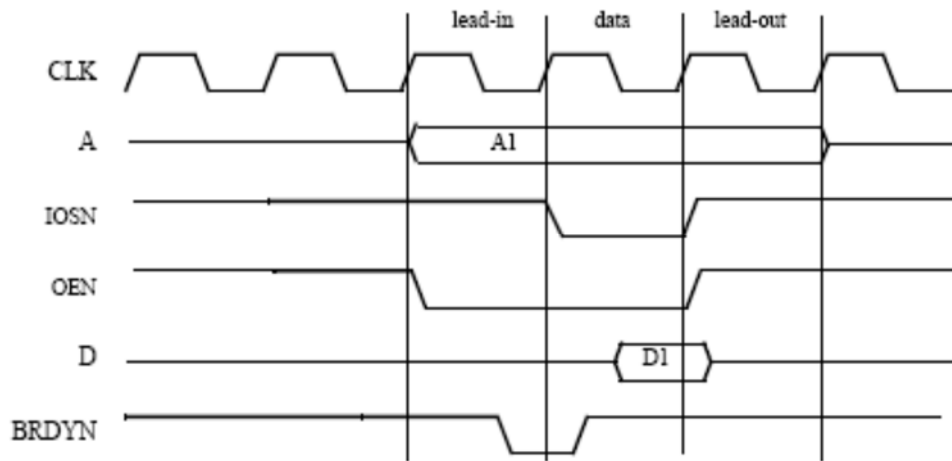 lead-in data lead-out
CLK
A A1
IOSN
OEN
D D1
BRDYN